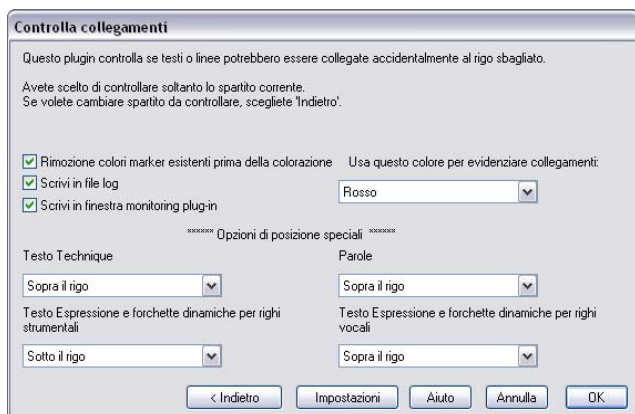 Controlla collegamenti
Questo plugin controlla se testi o linee potrebbero essere collegate accidentalmente al rigo sbagliato.
Avete scelto di controllare soltanto lo spartito corrente.
Se volete cambiare spartito da controllare, scegliete 'Indietro'.
Rimozione colori marker esistenti prima della colorazione
Usa questo colore per evidenziare collegamenti:
Scrivi in file log
Rosso
Scrivi in finestra monitoring plug-in
****** Opzioni di posizione speciali ******
Testo Technique
Parole
Sopra il rigo
Sopra il rigo
Testo Espressione e forchette dinamiche per righi
strumentali
Testo Espressione e forchette dinamiche per righi
vocali
Sotto il rigo
Sopra il rigo
< Indietro
Impostazioni
Aiuto
Annulla
OK